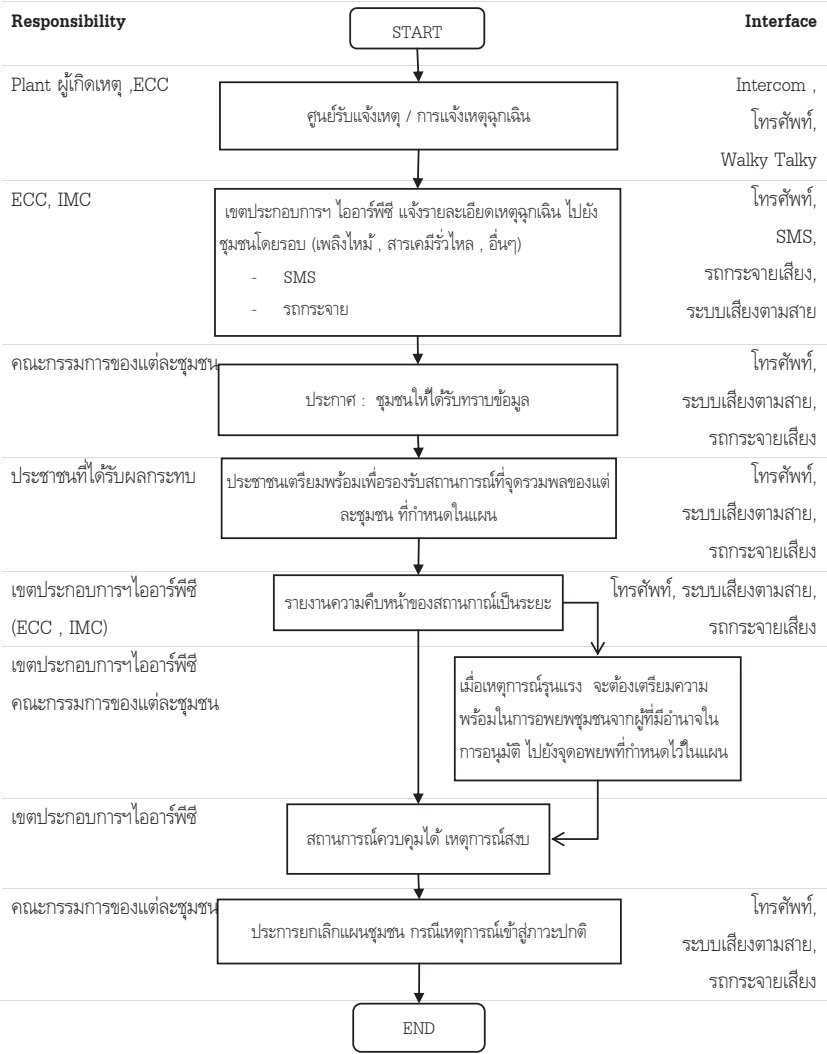 Responsibility
START
Interface
Plant ผู้เกิดเหตุ ,ECC
ศูนย์รับแจ้งเหตุ / การแจ้งเหตุฉุกเฉิน
Intercom ,
โทรศัพท์,
Walky Talky
ECC, IMC
เขตประกอบการฯ ไออาร์พีซี แจ้งรายละเอียดเหตุฉุกเฉิน ไปยัง
ชุมชนโดยรอบ (เพลิงไหม้ , สารเคมีรั่วไหล , อื่นๆ)
- SMS
- รถกระจาย
โทรศัพท์,
SMS,
รถกระจายเสียง,
ระบบเสียงตามสาย
คณะกรรมการของแต่ละชุมชน
ประกาศ : ชุมชนให้ได้รับทราบข้อมูล
โทรศัพท์,
ระบบเสียงตามสาย,
รถกระจายเสียง
ประชาชนที่ได้รับผลกระทบ
ประชาชนเตรียมพร้อมเพื่อรองรับสถานการณ์ที่จุดรวมพลของแต่
ละชุมชน ที่กำหนดในแผน
โทรศัพท์,
ระบบเสียงตามสาย,
รถกระจายเสียง
เขตประกอบการฯไออาร์พีซี
(ECC , IMC)
รายงานความคืบหน้าของสถานกาณ์เป็นระยะ
โทรศัพท์, ระบบเสียงตามสาย,
รถกระจายเสียง
เขตประกอบการฯไออาร์พีซี
คณะกรรมการของแต่ละชุมชน
เมื่อเหตุการณ์รุนแรง จะต้องเตรียมความ
พร้อมในการอพยพชุมชนจากผู้ที่มีอำนาจใน
การอนุมัติ ไปยังจุดอพยพที่กำหนดไว้ในแผน
เขตประกอบการฯไออาร์พีซี
สถานการณ์ควบคุมได้ เหตุการณ์สงบ
คณะกรรมการของแต่ละชุมชน
ประการยกเลิกแผนชุมชน กรณีเหตุการณ์เข้าสู่ภาวะปกติ
โทรศัพท์,
ระบบเสียงตามสาย,
รถกระจายเสียง
END